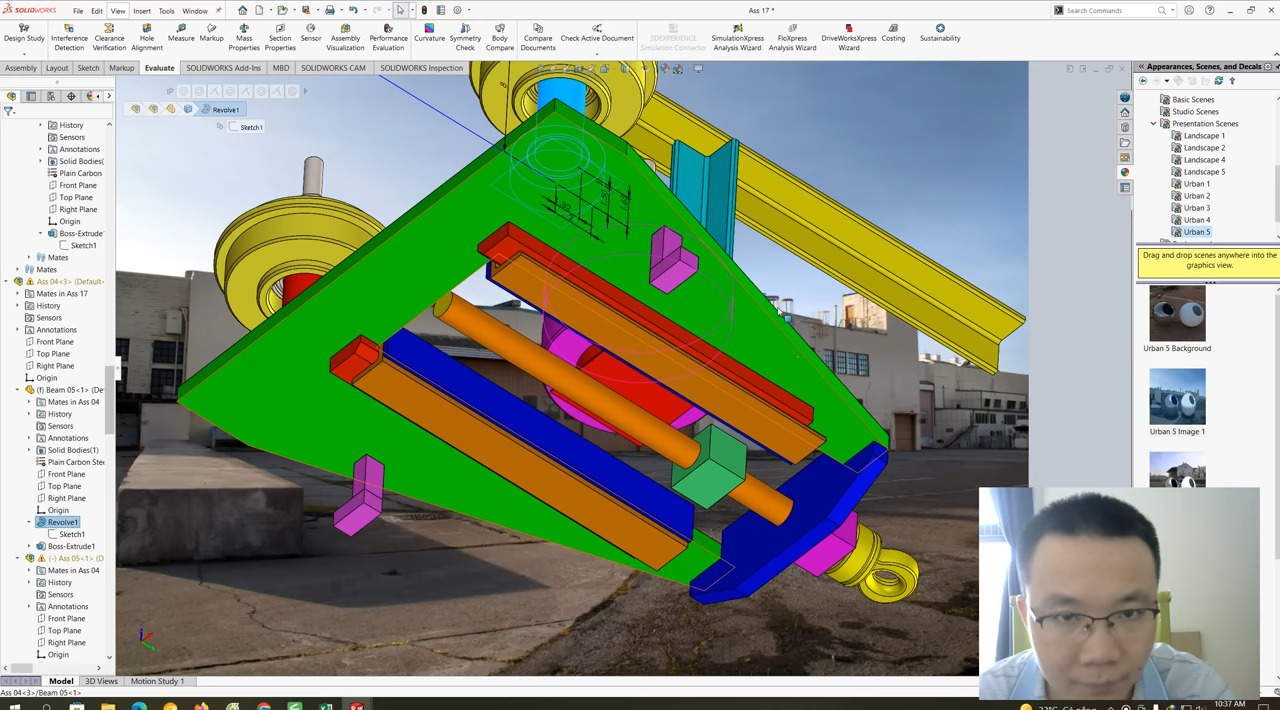 SOLIDWORKS
File
Edit
View
Insert
Tools
Window
Ass 17 *
Search Commands
Design Study
Interference Detection
Clearance Verification
Hole Alignment
Measure
Markup
Mass Properties
Section Properties
Sensor
Assembly Visualization
Performance Evaluation
Curvature
Symmetry Check
Body Compare
Compare Documents
Check Active Document
3DEXPERIENCE Simulation Connector
SimulationXpress Analysis Wizard
FloXpress Analysis Wizard
DriveWorksXpress Wizard
Costing
Sustainability
Assembly
Layout
Sketch
Markup
Evaluate
SOLIDWORKS Add-Ins
MBD
SOLIDWORKS CAM
SOLIDWORKS Inspection
Revolve1
Sketch1
History
Sensors
Annotations
Solid Bodies(
Plain Carbon
Front Plane
Top Plane
Right Plane
Origin
Boss-Extrude
Sketch1
Mates
Mates
Ass 04<3> (Default
Mates in Ass 17
History
Sensors
Annotations
Front Plane
Top Plane
Right Plane
Origin
(f) Beam 05<1> (De
Mates in Ass 04
History
Sensors
Annotations
Solid Bodies(1)
Plain Carbon Stee
Front Plane
Top Plane
Right Plane
Origin
Revolve1
Sketch1
Boss-Extrude1
(-) Ass 05<1> (D
Mates in Ass 04
History
Sensors
Annotations
Front Plane
Top Plane
Right Plane
Origin
Appearances, Scenes, and Decals
Basic Scenes
Studio Scenes
Presentation Scenes
Landscape 1
Landscape 2
Landscape 4
Landscape 5
Urban 1
Urban 2
Urban 3
Urban 4
Urban 5
Drag and drop scenes anywhere into the
graphics view.
Urban 5 Background
Urban 5 Image 1
Model
3D Views
Motion Study 1
Ass 04<3>/Beam 05<1>
10:37 AM